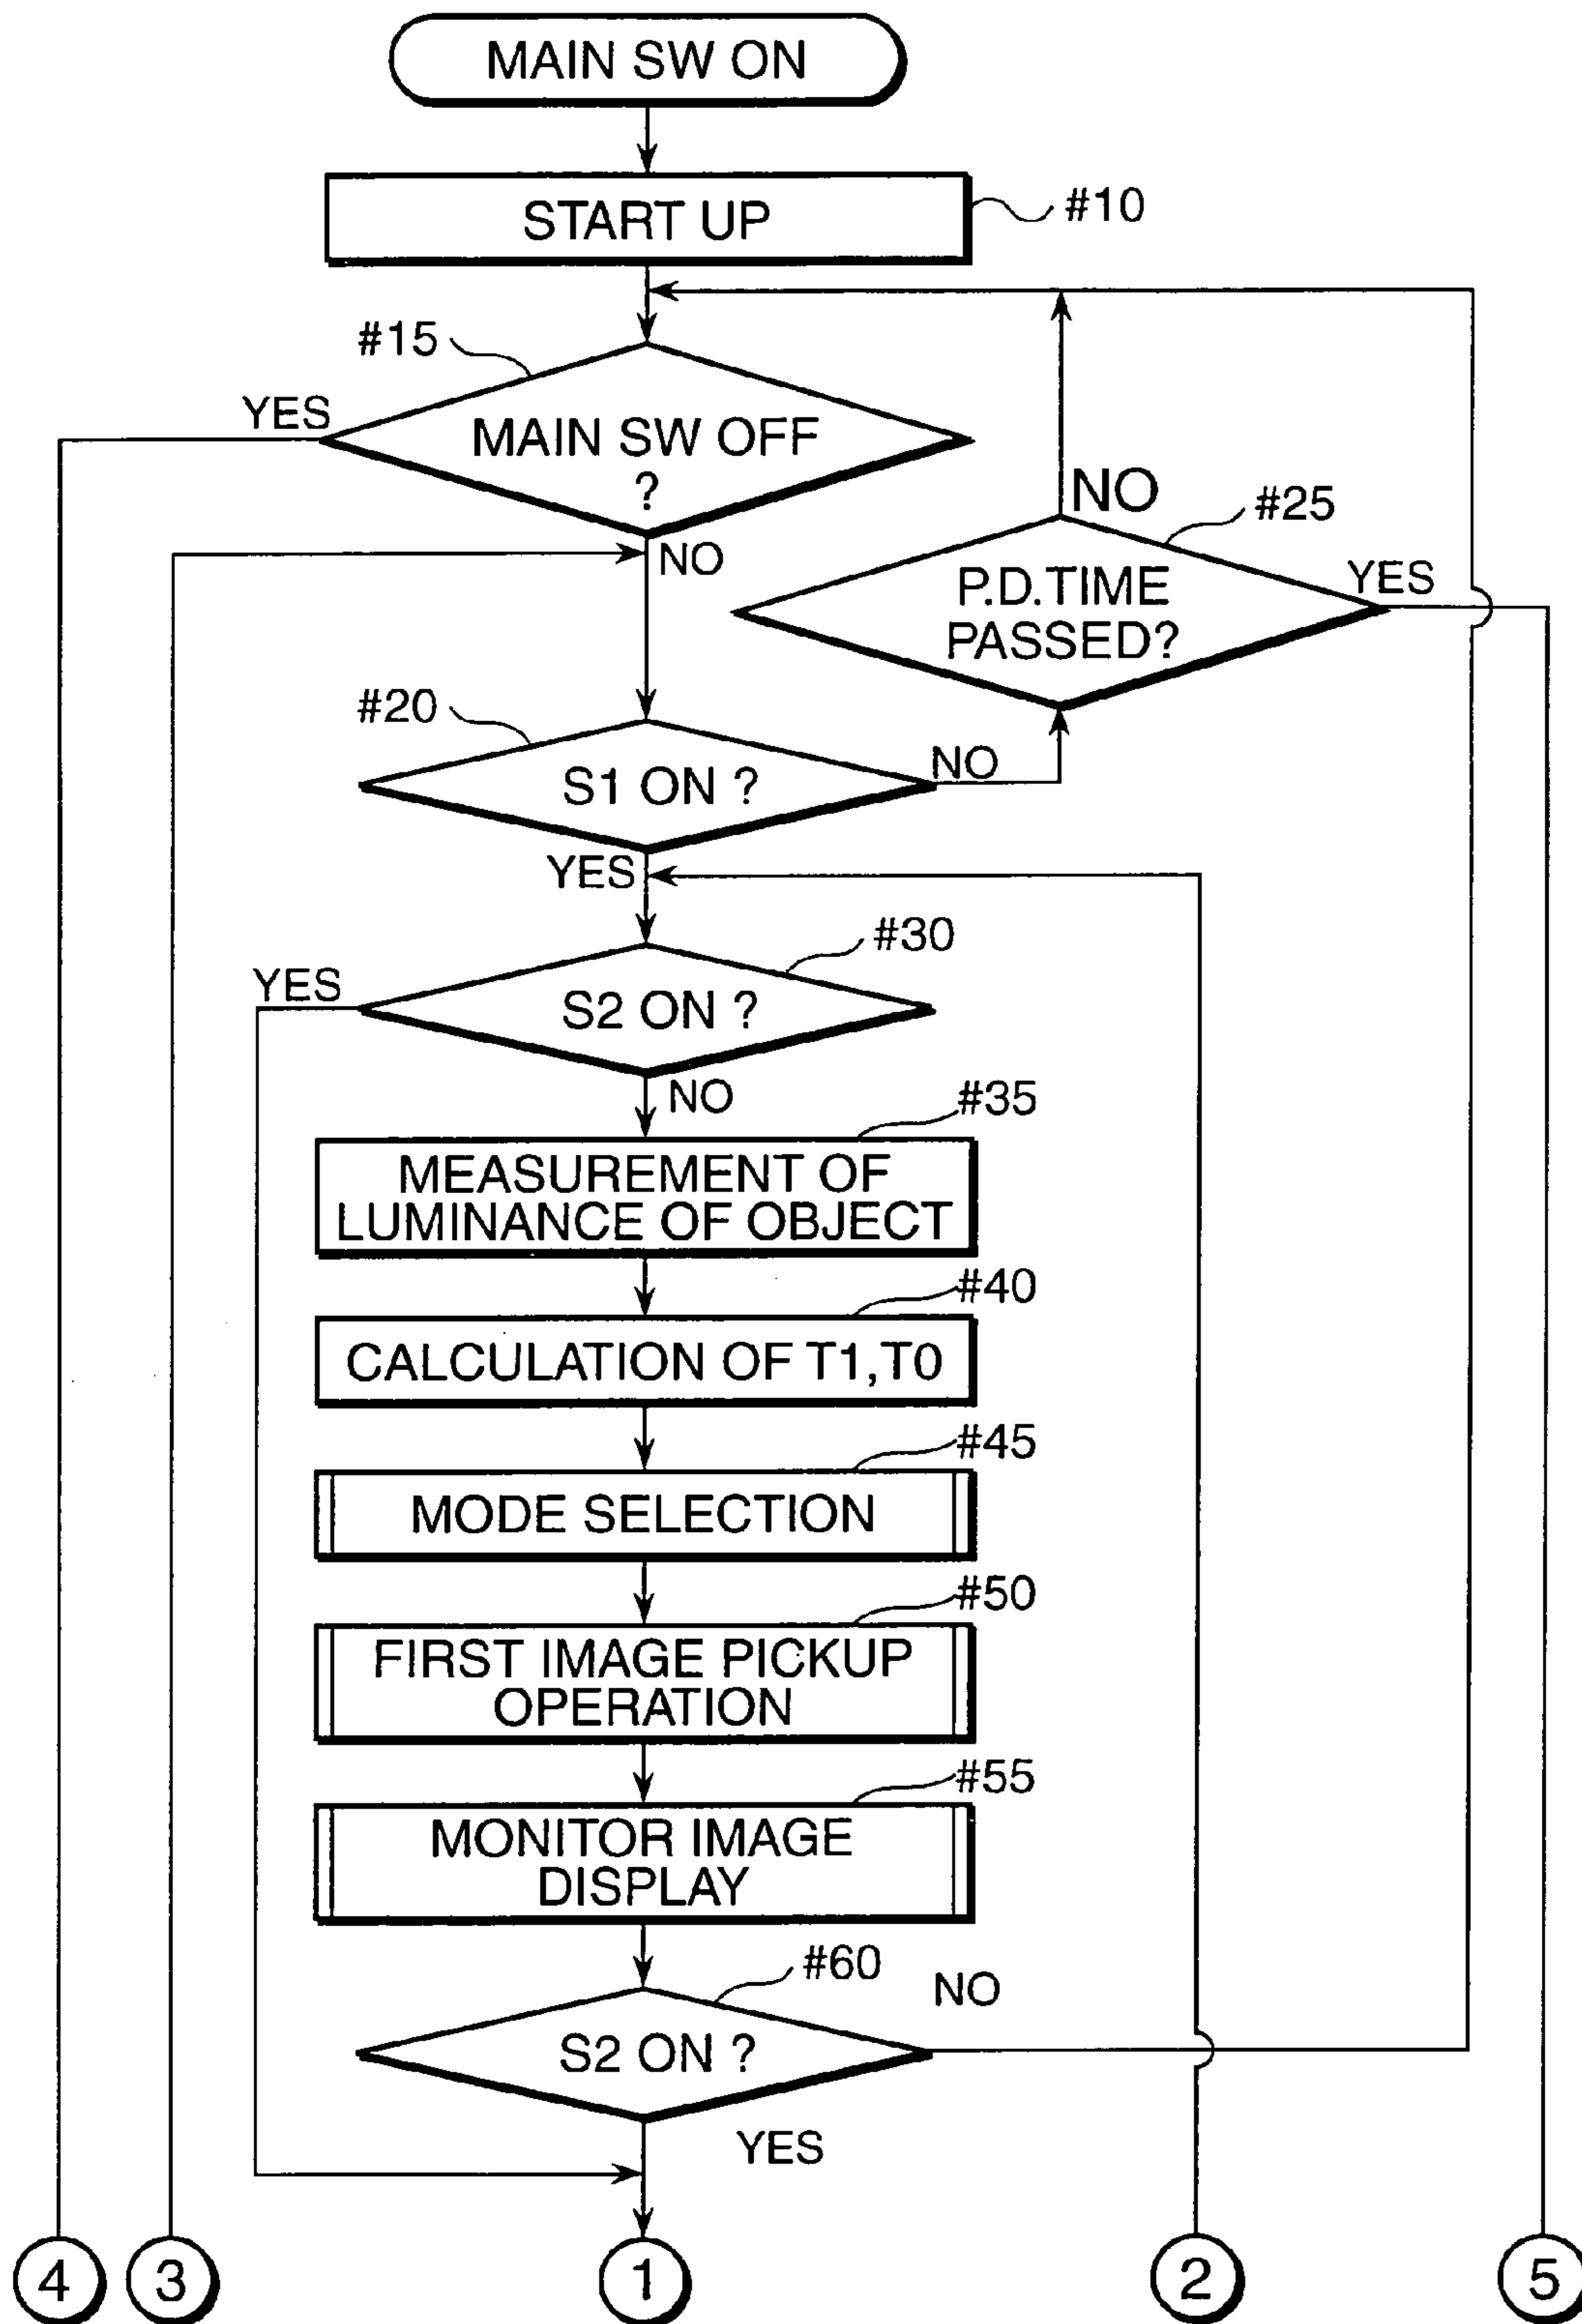 MAIN SW ON
START UP
#10
#15
YES
MAIN SW OFF
?
NO
NO
#25
P.D.TIME
PASSED?
YES
#20
S1 ON ?
NO
YES
#30
YES
S2 ON ?
NO
#35
MEASUREMENT OF
LUMINANCE OF OBJECT
#40
CALCULATION OF T1,T0
#45
MODE SELECTION
#50
FIRST IMAGE PICKUP
OPERATION
#55
MONITOR IMAGE
DISPLAY
#60
NO
S2 ON ?
YES
4
3
1
2
5